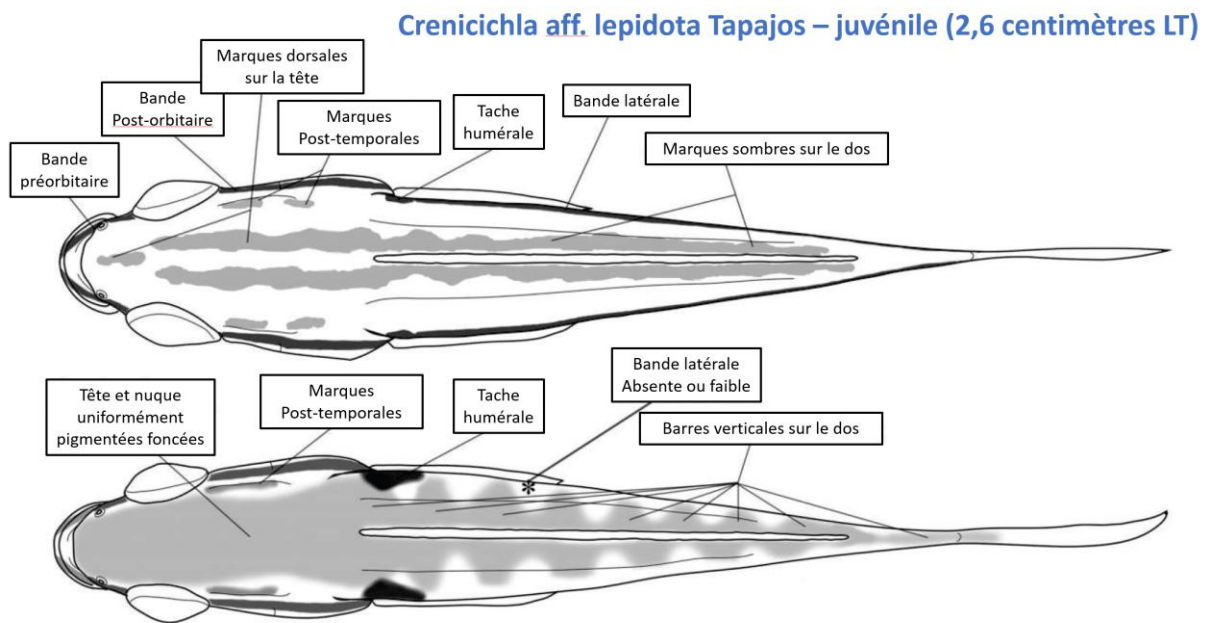 Crenicichla aff. lepidota Tapajos – juvénile (2,6 centimètres LT)
Marques dorsales
sur la tête
Bande
Post-orbitaire
Marques
Post-temporales
Tache
humérale
Bande latérale
Marques sombres sur le dos
Bande
préorbitaire
Bande latérale
Absente ou faible
Tête et nuque
uniformément
pigmentées foncées
Marques
Post-temporales
Tache
humérale
Barres verticales sur le dos
*